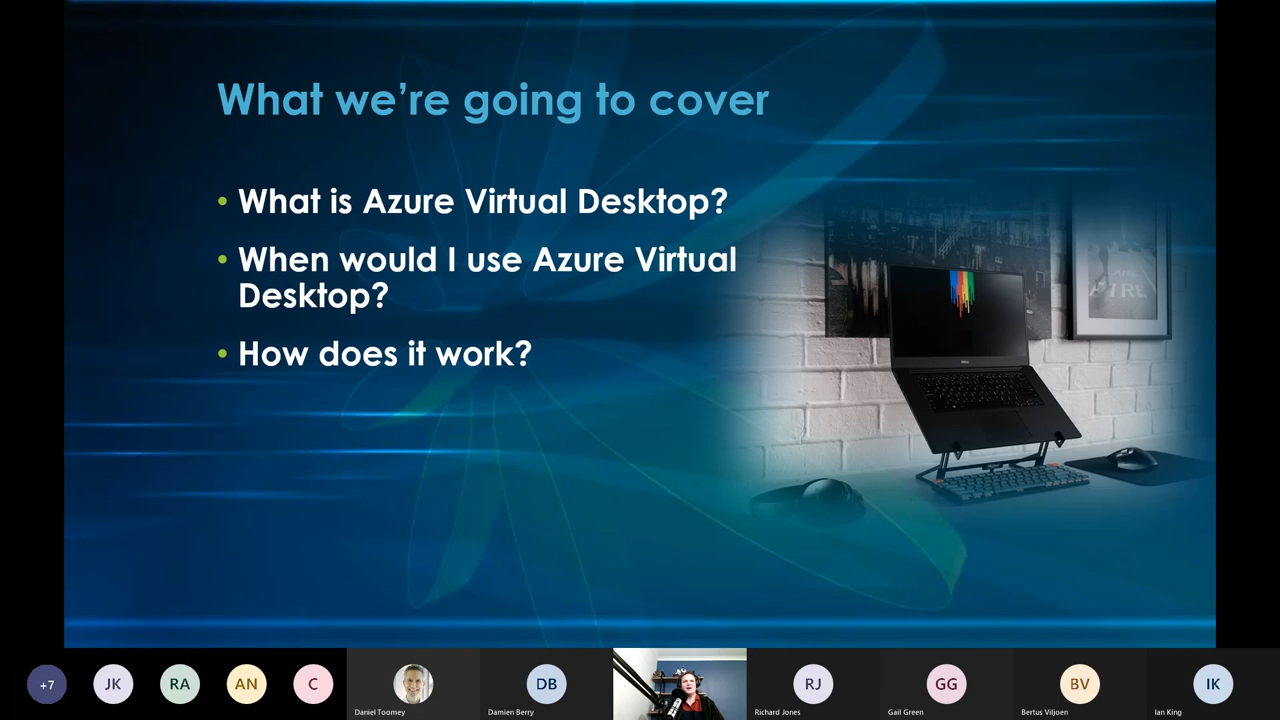 What we’re going to cover
• What is Azure Virtual Desktop?
• When would I use Azure Virtual
Desktop?
• How does it work?
DELL
+7
JK
RA
AN
C
Daniel Toomey
DB
Damien Berry
RJ
Richard Jones
GG
Gail Green
BV
Bertus Viljoen
IK
Ian King